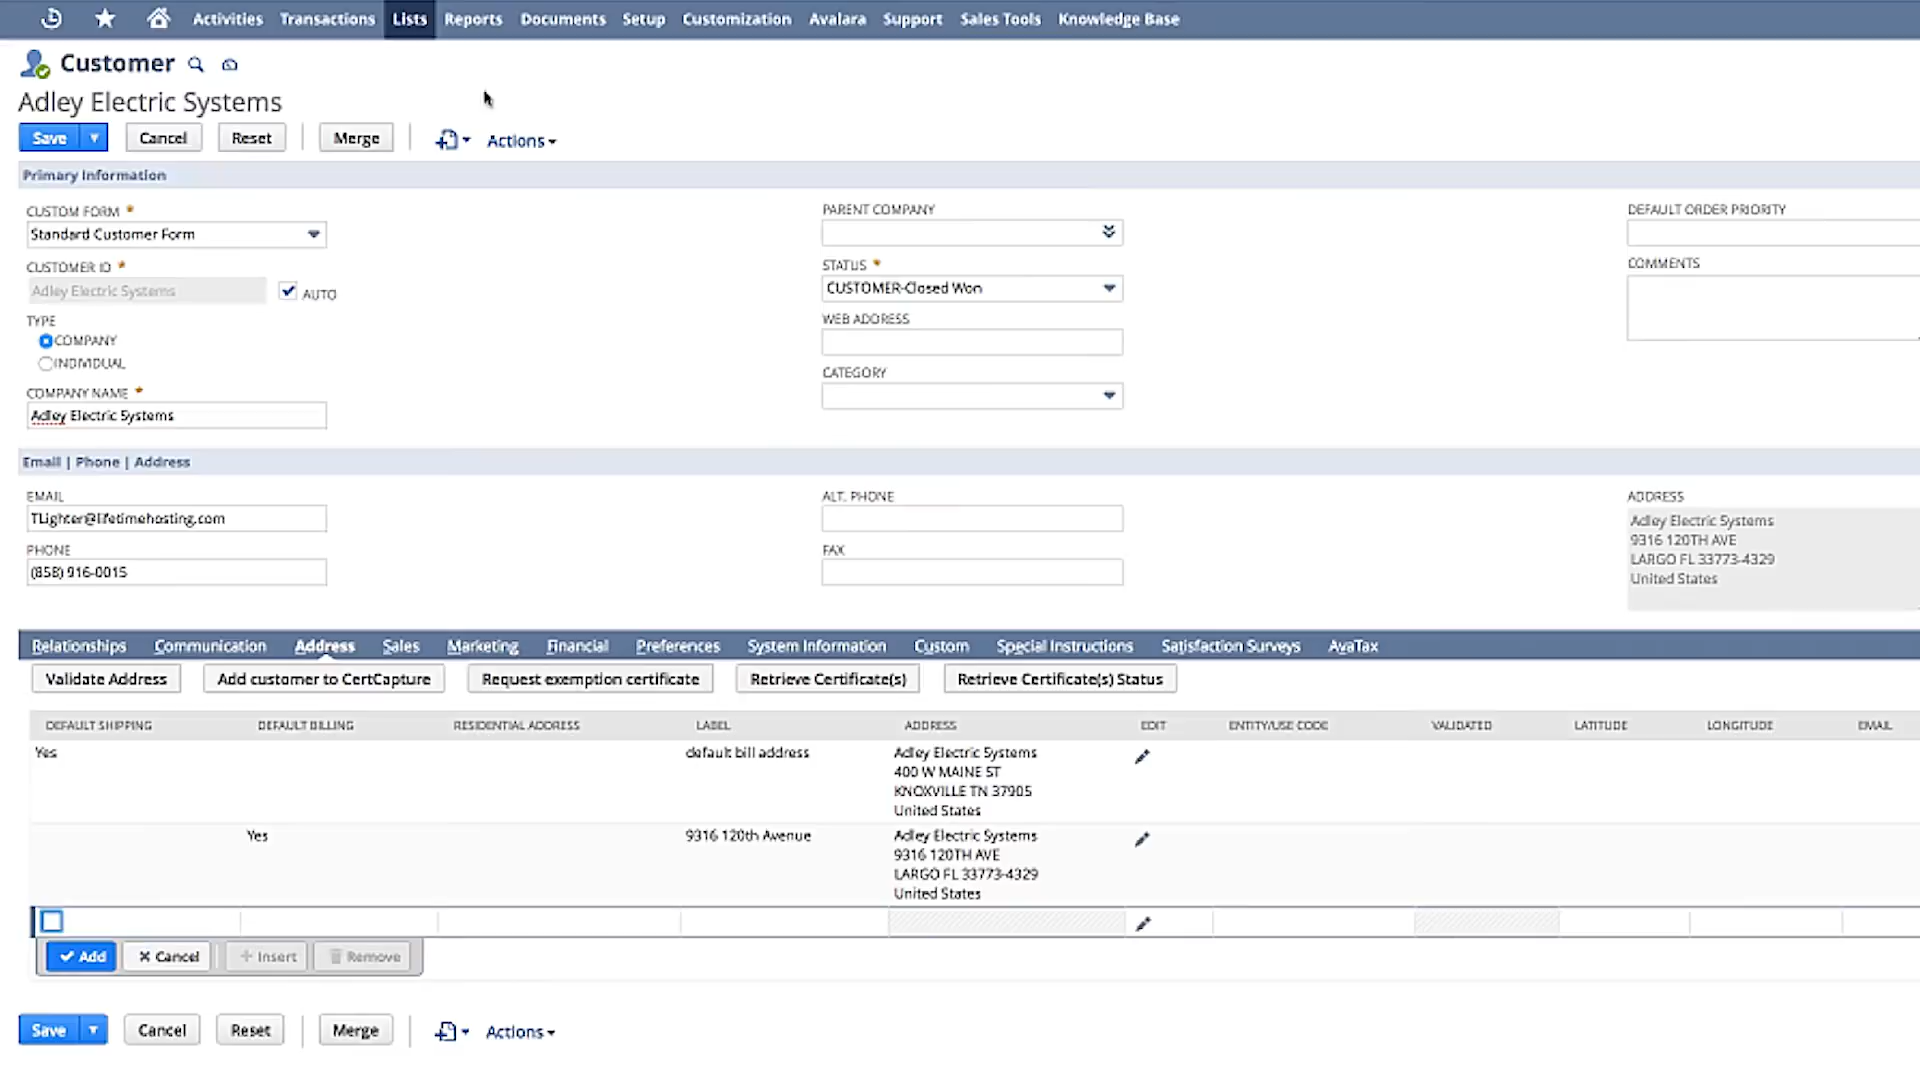 Activities Transactions Lists Reports Documents Setup Customization Avalara Support Sales Tools Knowledge Base
Customer
Adley Electric Systems
Save Cancel Reset Merge Actions
Primary Information
CUSTOM FORM *
Standard Customer Form
CUSTOMER ID *
Adley Electric Systems AUTO
TYPE
COMPANY
INDIVIDUAL
COMPANY NAME *
Adley Electric Systems
PARENT COMPANY
STATUS *
CUSTOMER-Closed Won
WEB ADDRESS
CATEGORY
DEFAULT ORDER PRIORITY
COMMENTS
Email | Phone | Address
EMAIL
TLighter@lifetimehosting.com
PHONE
(858) 916-0015
ALT. PHONE
FAX
ADDRESS
Adley Electric Systems
9316 120TH AVE
LARGO FL 33773-4329
United States
Relationships Communication Address Sales Marketing Financial Preferences System Information Custom Special Instructions Satisfaction Surveys AvaTax
Validate Address Add customer to CertCapture Request exemption certificate Retrieve Certificate(s) Retrieve Certificate(s) Status
DEFAULT SHIPPING DEFAULT BILLING RESIDENTIAL ADDRESS LABEL ADDRESS EDIT ENTITY/USE CODE VALIDATED LATITUDE LONGITUDE EMAIL
Yes default bill address Adley Electric Systems
400 W MAINE ST
KNOXVILLE TN 37905
United States
Yes 9316 120th Avenue Adley Electric Systems
9316 120TH AVE
LARGO FL 33773-4329
United States
Add Cancel Insert Remove
Save Cancel Reset Merge Actions